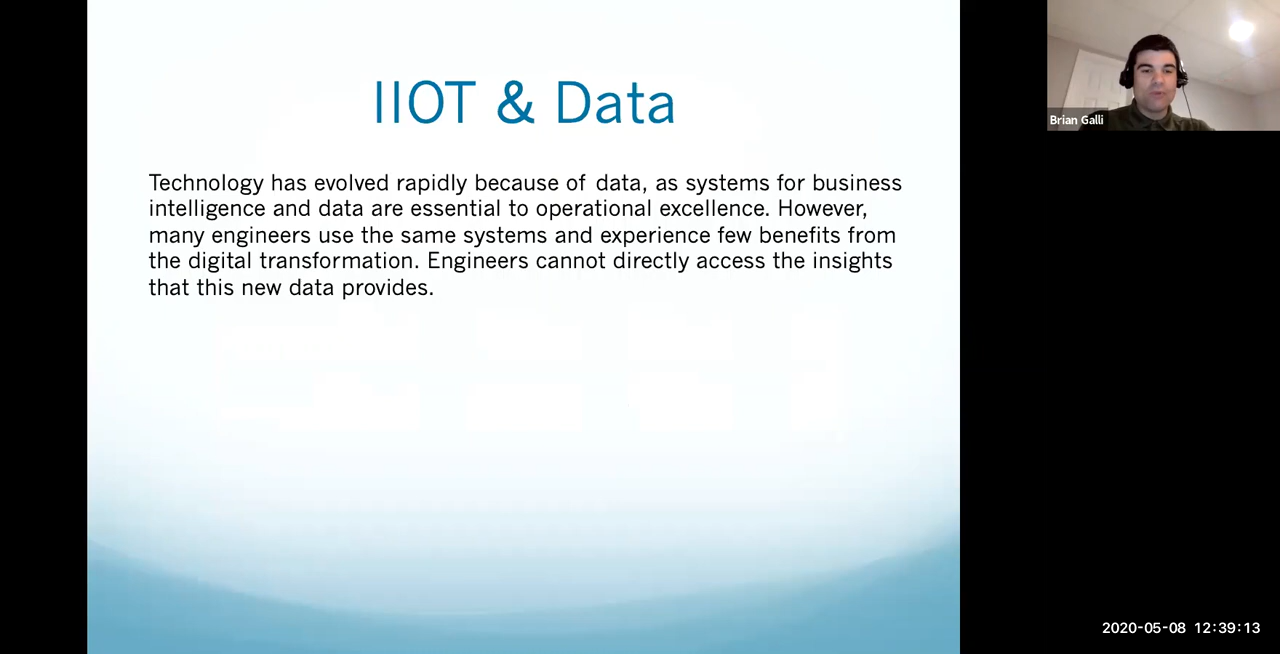 IIOT & Data
Technology has evolved rapidly because of data, as systems for business
intelligence and data are essential to operational excellence. However,
many engineers use the same systems and experience few benefits from
the digital transformation. Engineers cannot directly access the insights
that this new data provides.
Brian Galli
2020-05-08 12:39:13